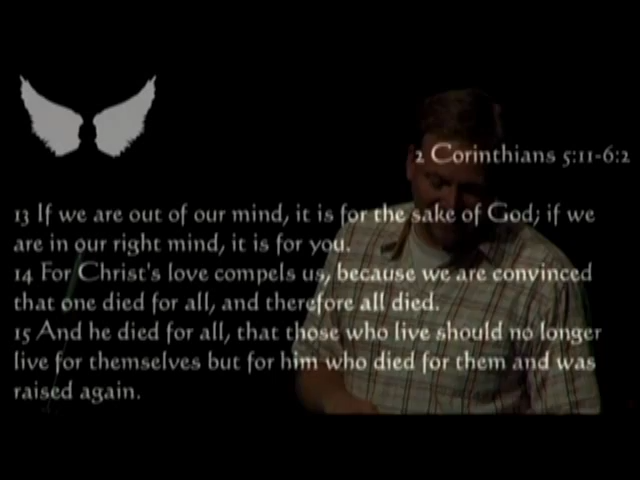 2 Corinthians 5:11-6:2
13 If we are out of our mind, it is for the sake of God; if we
are in our right mind, it is for you.
14 For Christ's love compels us, because we are convinced
that one died for all, and therefore all died.
15 And he died for all, that those who live should no longer
live for themselves but for him who died for them and was
raised again.